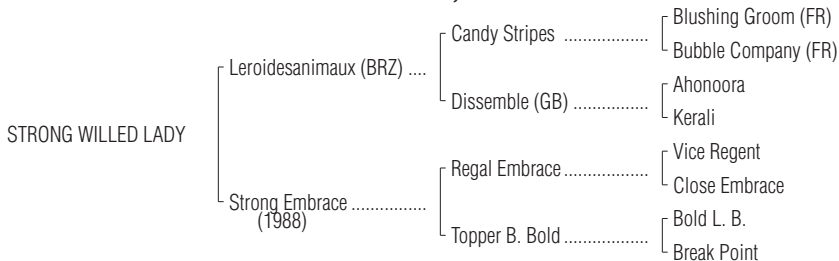 Blushing Groom (FR)
Candy Stripes ..................
Bubble Company (FR)
Leroidesanimaux (BRZ) ....
Ahonoora
Dissemble (GB) ................
Kerali
STRONG WILLED LADY
Vice Regent
Regal Embrace ..................
Close Embrace
Strong Embrace ................
(1988)
Bold L. B.
Topper B. Bold ...................
Break Point